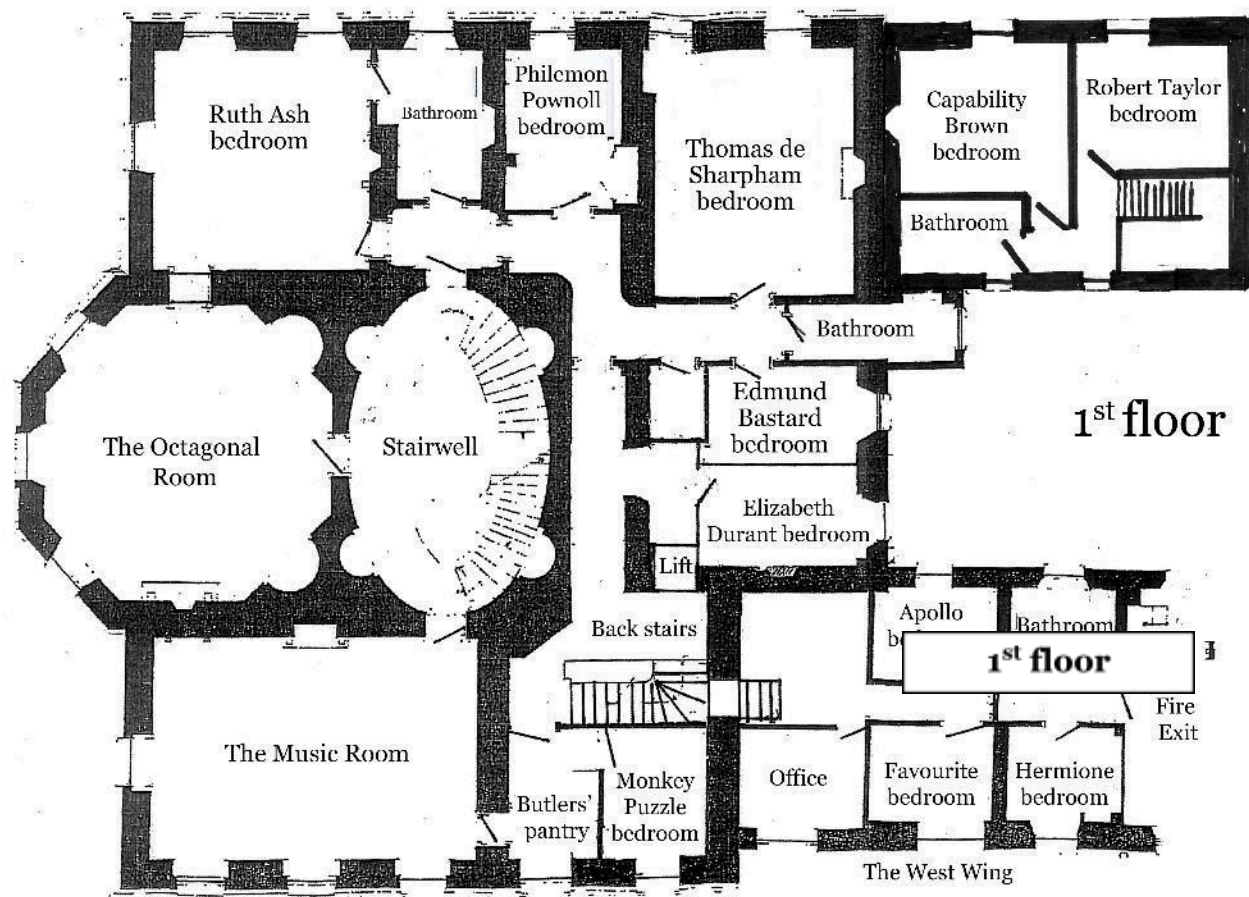 Ruth Ash
bedroom
Bathroom
Philemon
Pownoll
bedroom
Thomas de
Sharpham
bedroom
Capability
Brown
bedroom
Robert Taylor
bedroom
Bathroom
Bathroom
The Octagonal
Room
Stairwell
Edmund
Bastard
bedroom
1st floor
Elizabeth
Durant bedroom
Lift
Back stairs
Apollo
Bathroom
1st floor
Fire
Exit
The Music Room
Butlers'
pantry
Monkey
Puzzle
bedroom
Office
Favourite
bedroom
Hermione
bedroom
The West Wing